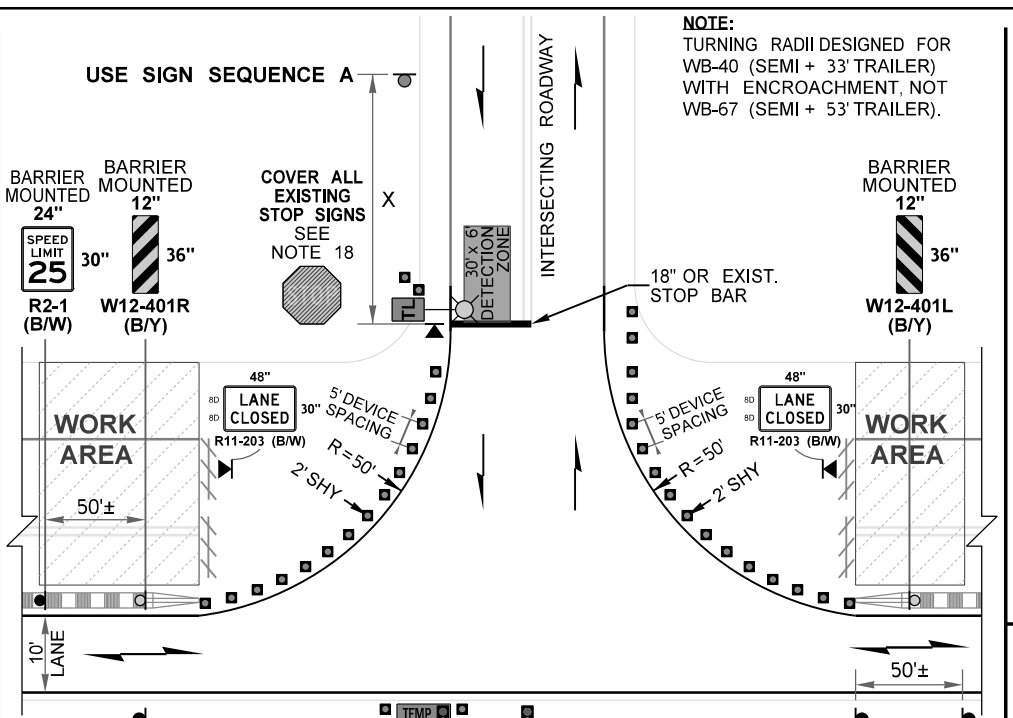 NOTE:
TURNING RADII DESIGNED FOR
WB-40 (SEMI + 33' TRAILER)
WITH ENCROACHMENT, NOT
WB-67 (SEMI + 53' TRAILER).
USE SIGN SEQUENCE A
X
INTERSECTING ROADWAY
BARRIER
MOUNTED
24"
SPEED
LIMIT
25
30"
R2-1
(B/W)
BARRIER
MOUNTED
12"
36"
W12-401R
(B/Y)
COVER ALL
EXISTING
STOP SIGNS
SEE
NOTE 18
STOP
TL
30' x 6'
DETECTION
ZONE
18" OR EXIST.
STOP BAR
BARRIER
MOUNTED
12"
36"
W12-401L
(B/Y)
WORK
AREA
50'±
48"
8D
8D
LANE
CLOSED
30"
R11-203 (B/W)
5' DEVICE
SPACING
R = 50'
2' SHY
5' DEVICE
SPACING
R = 50'
2' SHY
48"
8D
8D
LANE
CLOSED
30"
R11-203 (B/W)
WORK
AREA
10'
LANE
50'±
TEMP